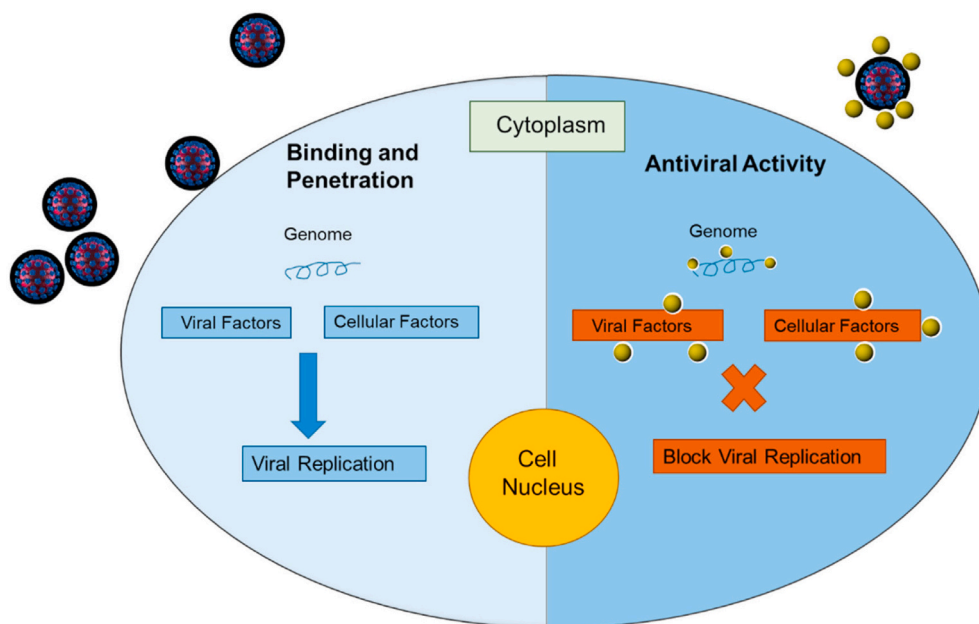 Cytoplasm
Binding and
Penetration
Genome
Viral Factors
Cellular Factors
Viral Replication
Antiviral Activity
Genome
Viral Factors
Cellular Factors
Block Viral Replication
Cell
Nucleus